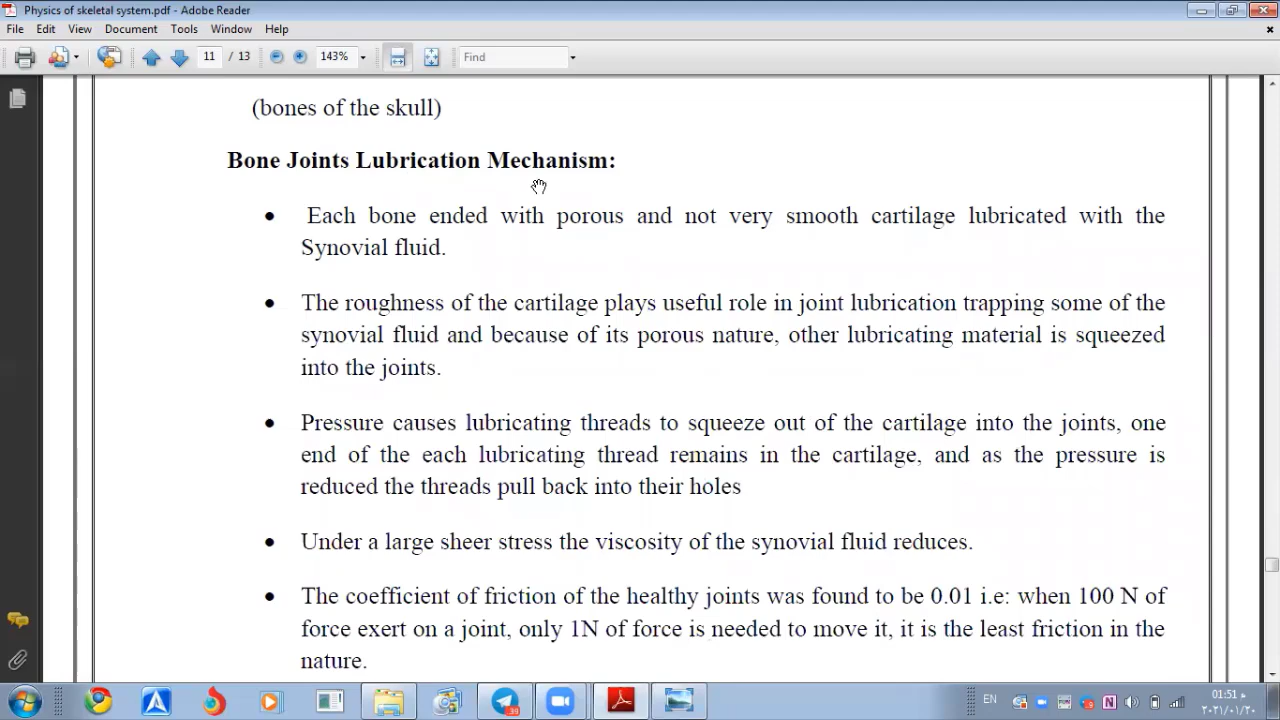 Physics of skeletal system.pdf - Adobe Reader
File Edit View Document Tools Window Help
11 / 13 143% Find
(bones of the skull)
Bone Joints Lubrication Mechanism:
• Each bone ended with porous and not very smooth cartilage lubricated with the
Synovial fluid.
• The roughness of the cartilage plays useful role in joint lubrication trapping some of the
synovial fluid and because of its porous nature, other lubricating material is squeezed
into the joints.
• Pressure causes lubricating threads to squeeze out of the cartilage into the joints, one
end of the each lubricating thread remains in the cartilage, and as the pressure is
reduced the threads pull back into their holes
• Under a large sheer stress the viscosity of the synovial fluid reduces.
• The coefficient of friction of the healthy joints was found to be 0.01 i.e: when 100 N of
force exert on a joint, only 1N of force is needed to move it, it is the least friction in the
nature.
EN
01:51 م
٢٠٢١/٠١/٢٠